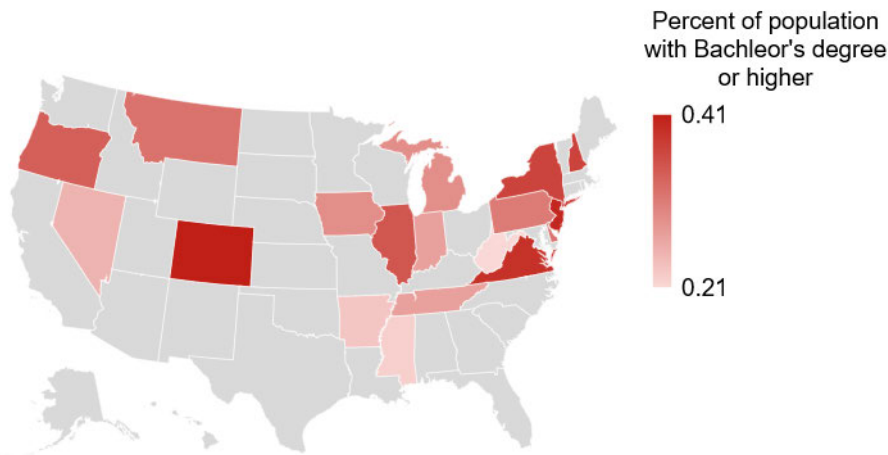 Percent of population
with Bachleor's degree
or higher
0.41
0.21